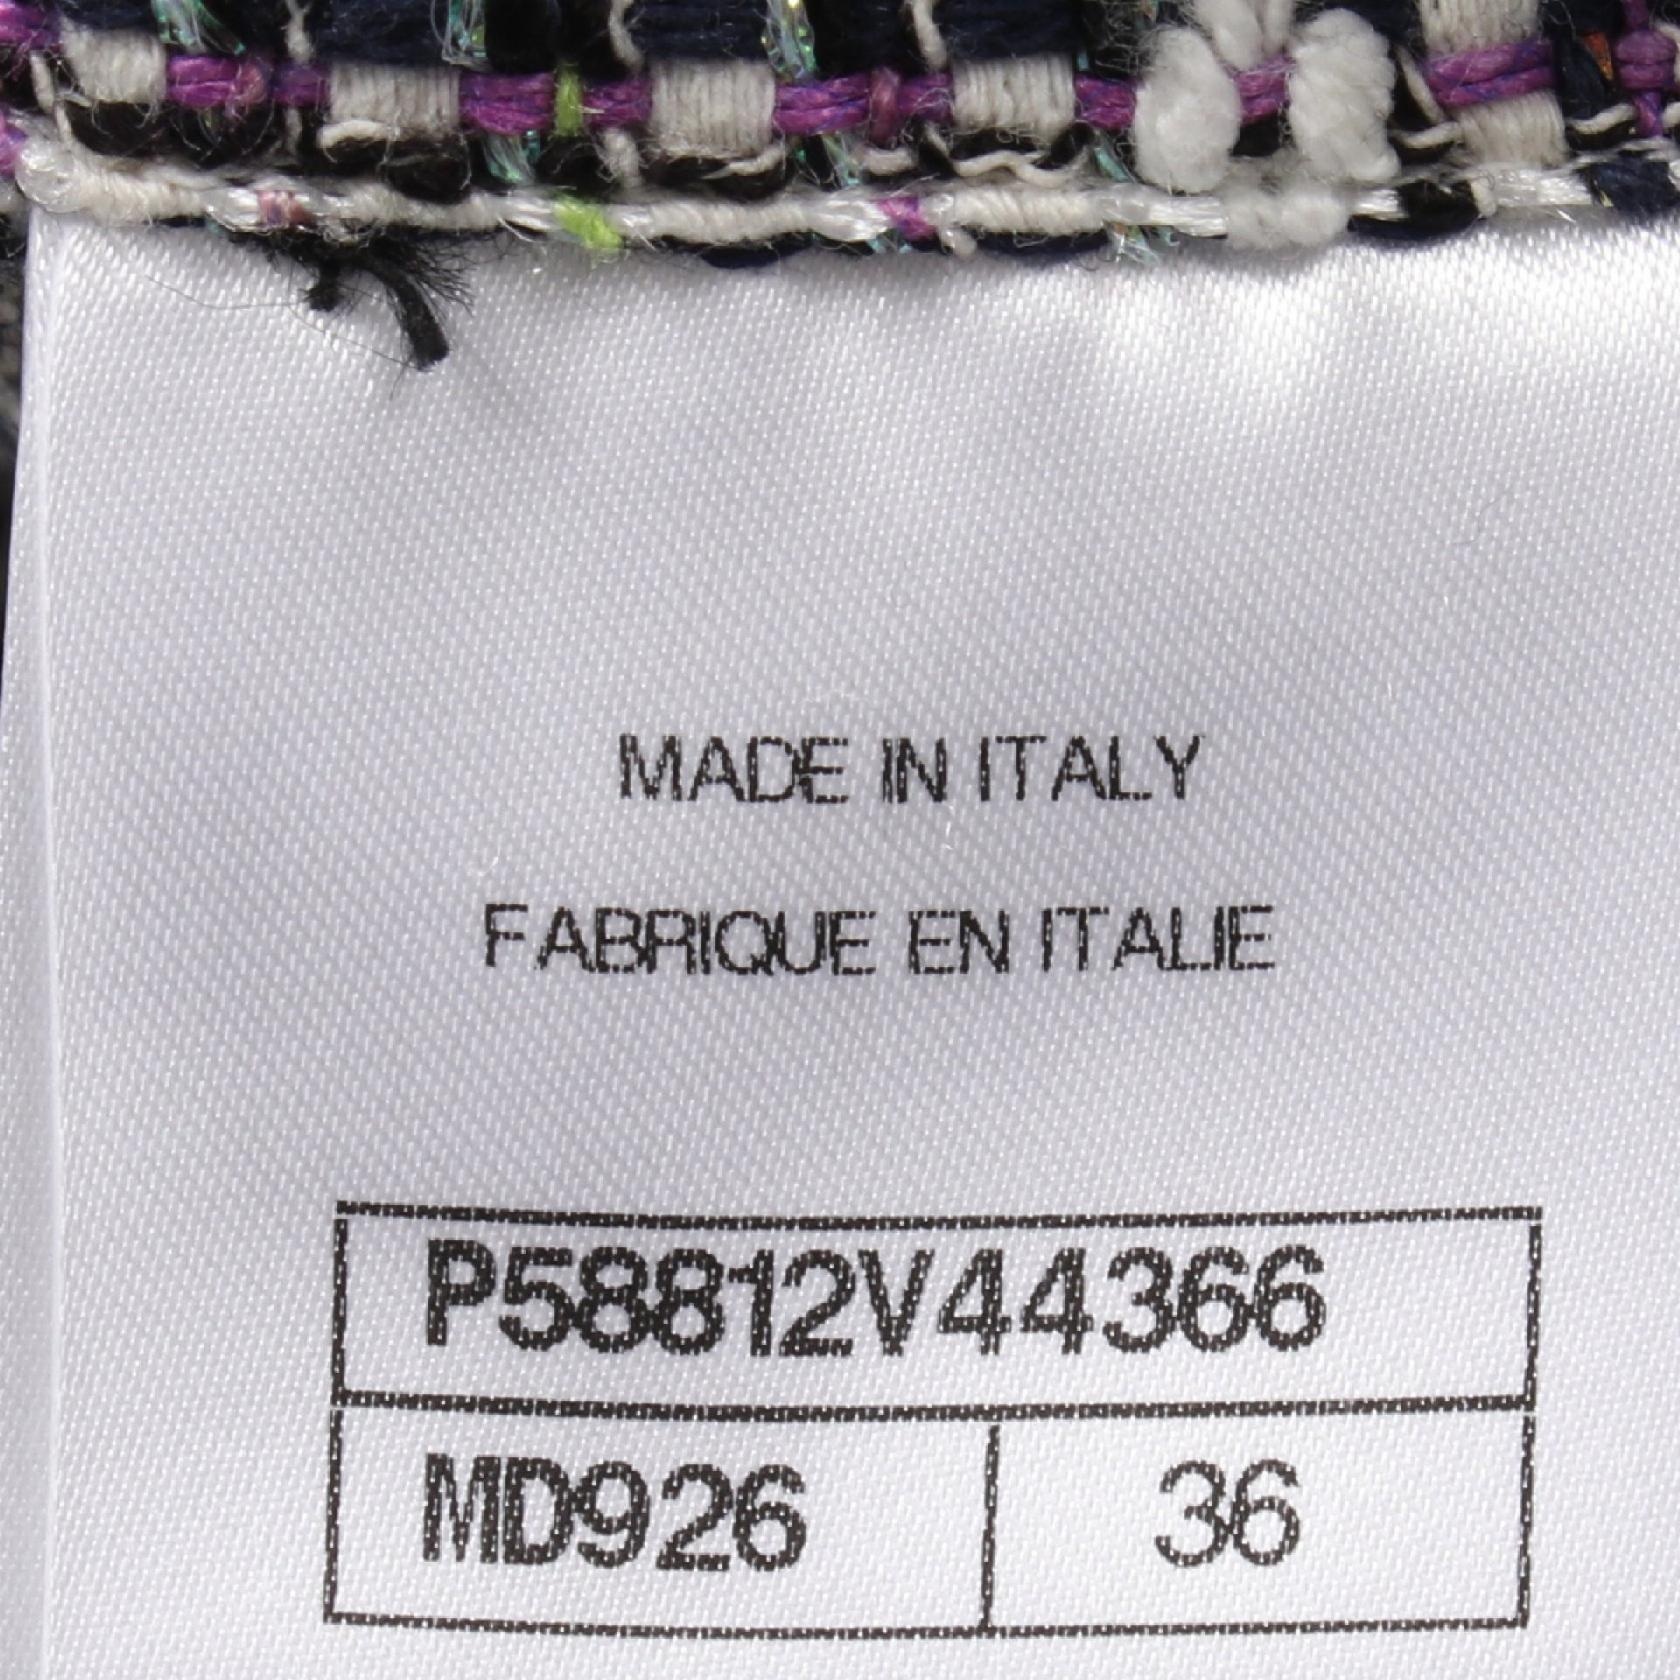 MADE IN ITALY
FABRIQUE EN ITALIE
P58812V44366
MD926 36